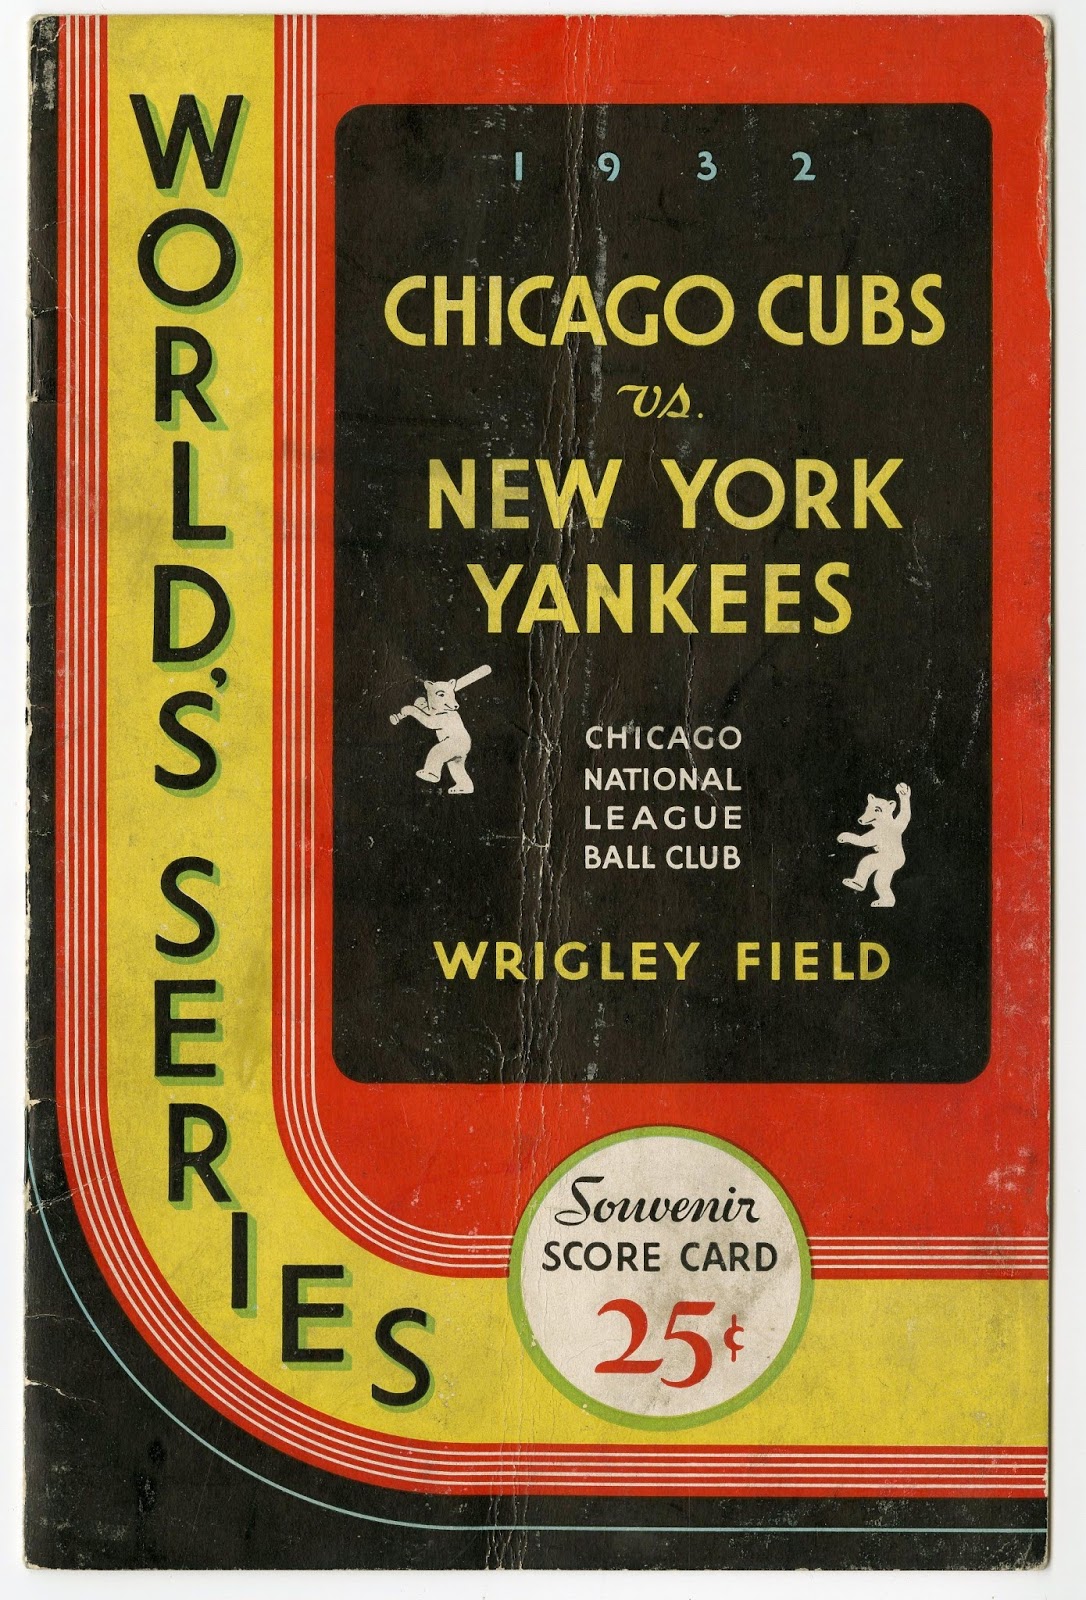 WORLD'S SERIES
1932
CHICAGO CUBS
vs.
NEW YORK
YANKEES
CHICAGO
NATIONAL
LEAGUE
BALL CLUB
WRIGLEY FIELD
Souvenir
SCORE CARD
25¢